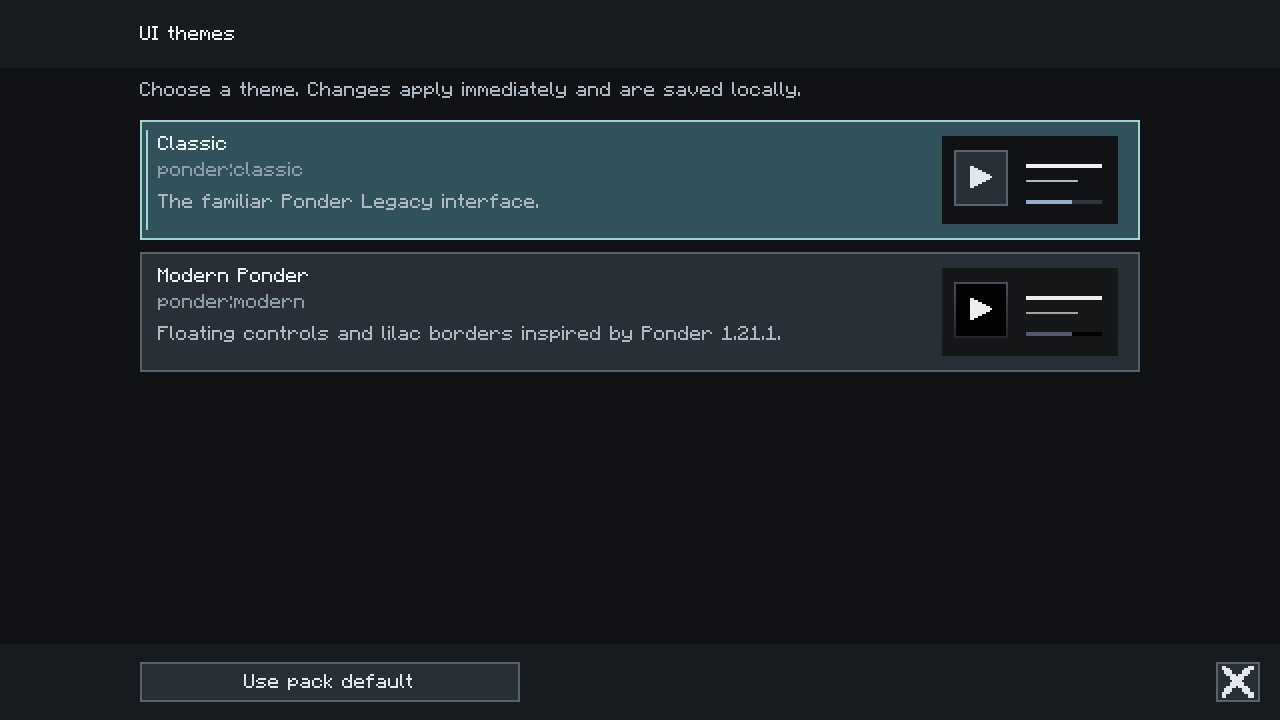 UI themes
Choose a theme. Changes apply immediately and are saved locally.
Classic
ponder:classic
The familiar Ponder Legacy interface.
Modern Ponder
ponder:modern
Floating controls and lilac borders inspired by Ponder 1.21.1.
Use pack default